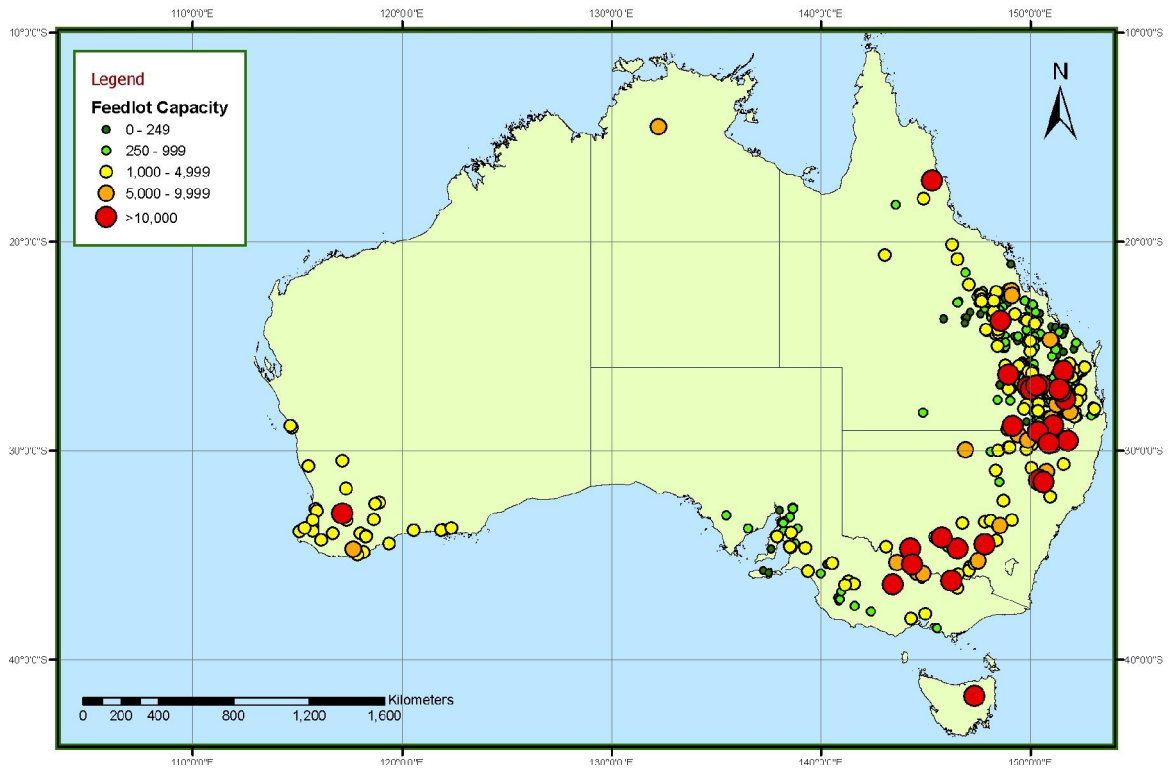 110°0'0"E 120°0'0"E 130°0'0"E 140°0'0"E 150°0'0"E
10°0'0"S 10°0'0"S
Legend
Feedlot Capacity
0 - 249
250 - 999
1,000 - 4,999
5,000 - 9,999
>10,000
N
20°0'0"S 20°0'0"S
30°0'0"S 30°0'0"S
40°0'0"S 40°0'0"S
Kilometers
0 200 400 800 1,200 1,600
110°0'0"E 120°0'0"E 130°0'0"E 140°0'0"E 150°0'0"E